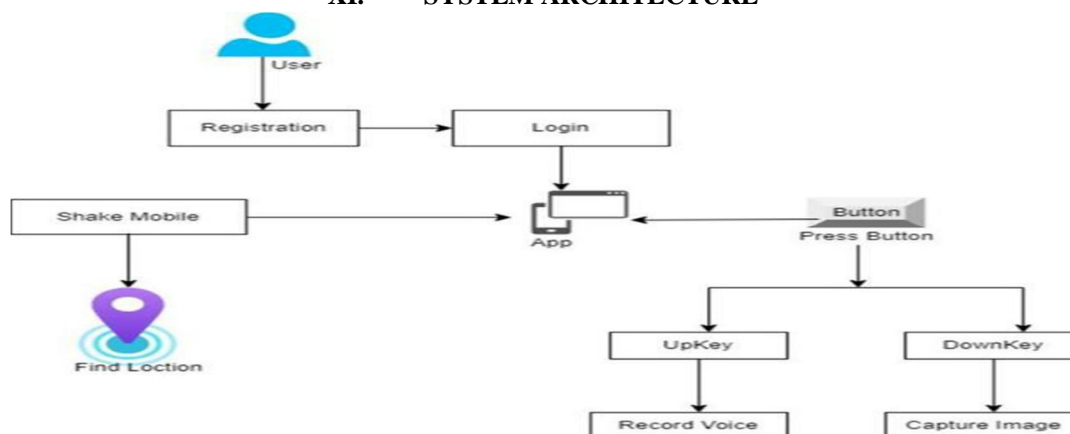 XI. SYSTEM ARCHITECTURE
User
Registration
Login
Shake Mobile
App
Button
Press Button
Find Loction
UpKey
DownKey
Record Voice
Capture Image